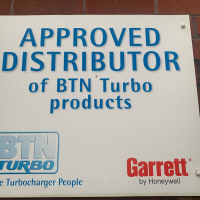 APPROVED
DISTRIBUTOR
of BTN Turbo
products
BTN
TURBO
e Turbocharger People
Garrett
by Honeywell